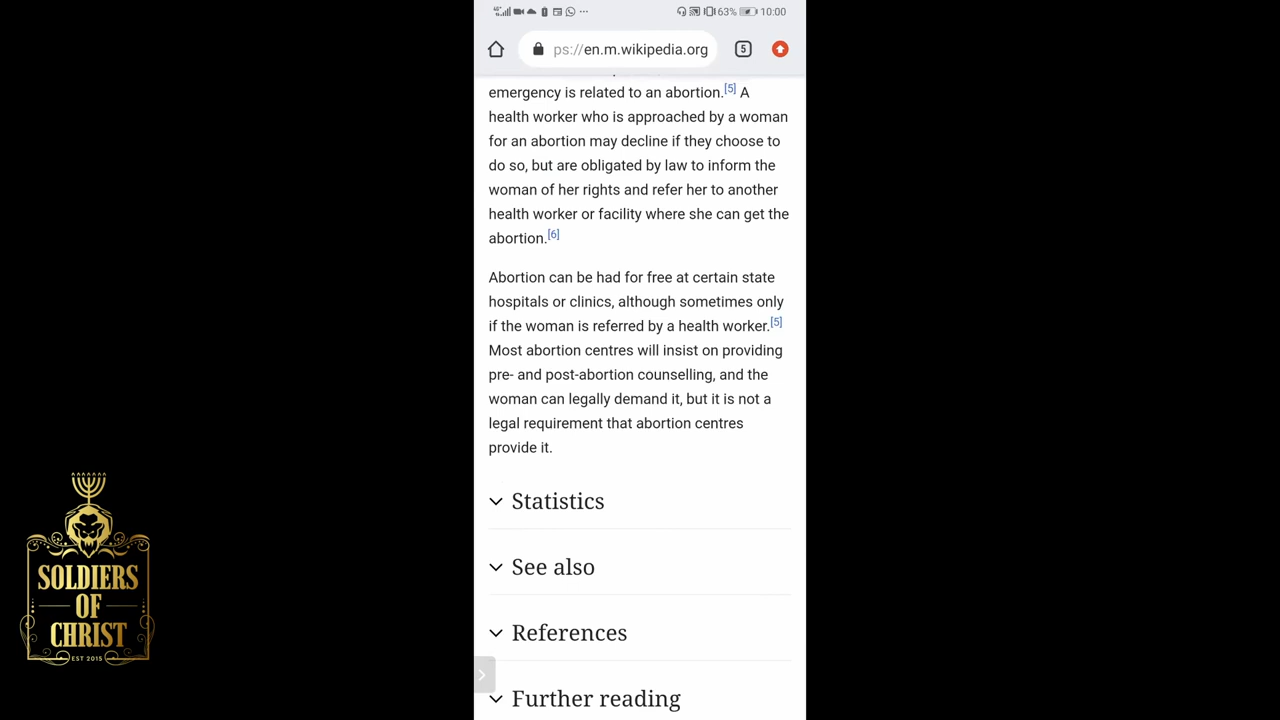 63% 10:00
ps://en.m.wikipedia.org
5
emergency is related to an abortion.[5] A
health worker who is approached by a woman
for an abortion may decline if they choose to
do so, but are obligated by law to inform the
woman of her rights and refer her to another
health worker or facility where she can get the
abortion.[6]
Abortion can be had for free at certain state
hospitals or clinics, although sometimes only
if the woman is referred by a health worker.[5]
Most abortion centres will insist on providing
pre- and post-abortion counselling, and the
woman can legally demand it, but it is not a
legal requirement that abortion centres
provide it.
Statistics
See also
References
Further reading
SOLDIERS
OF
CHRIST
EST 2015